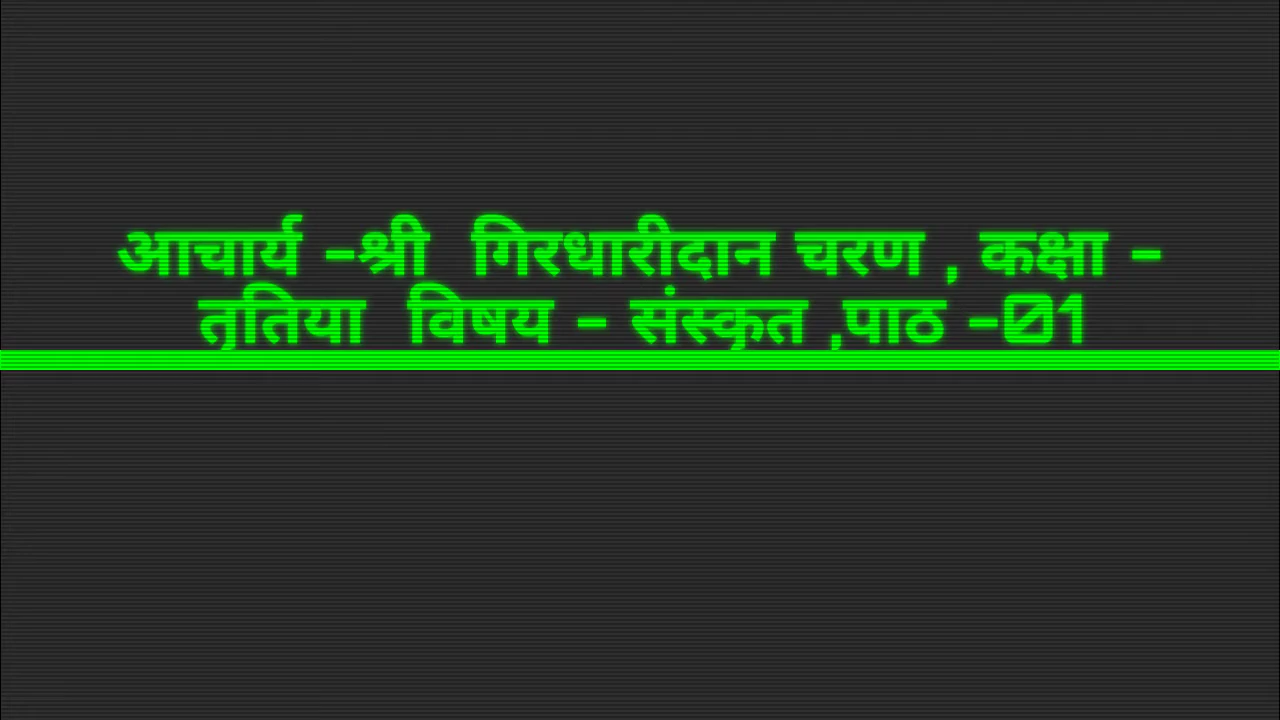 आचार्य -श्री गिरधारीदान चरण , कक्षा -
तृतिया विषय - संस्कृत ,पाठ -01